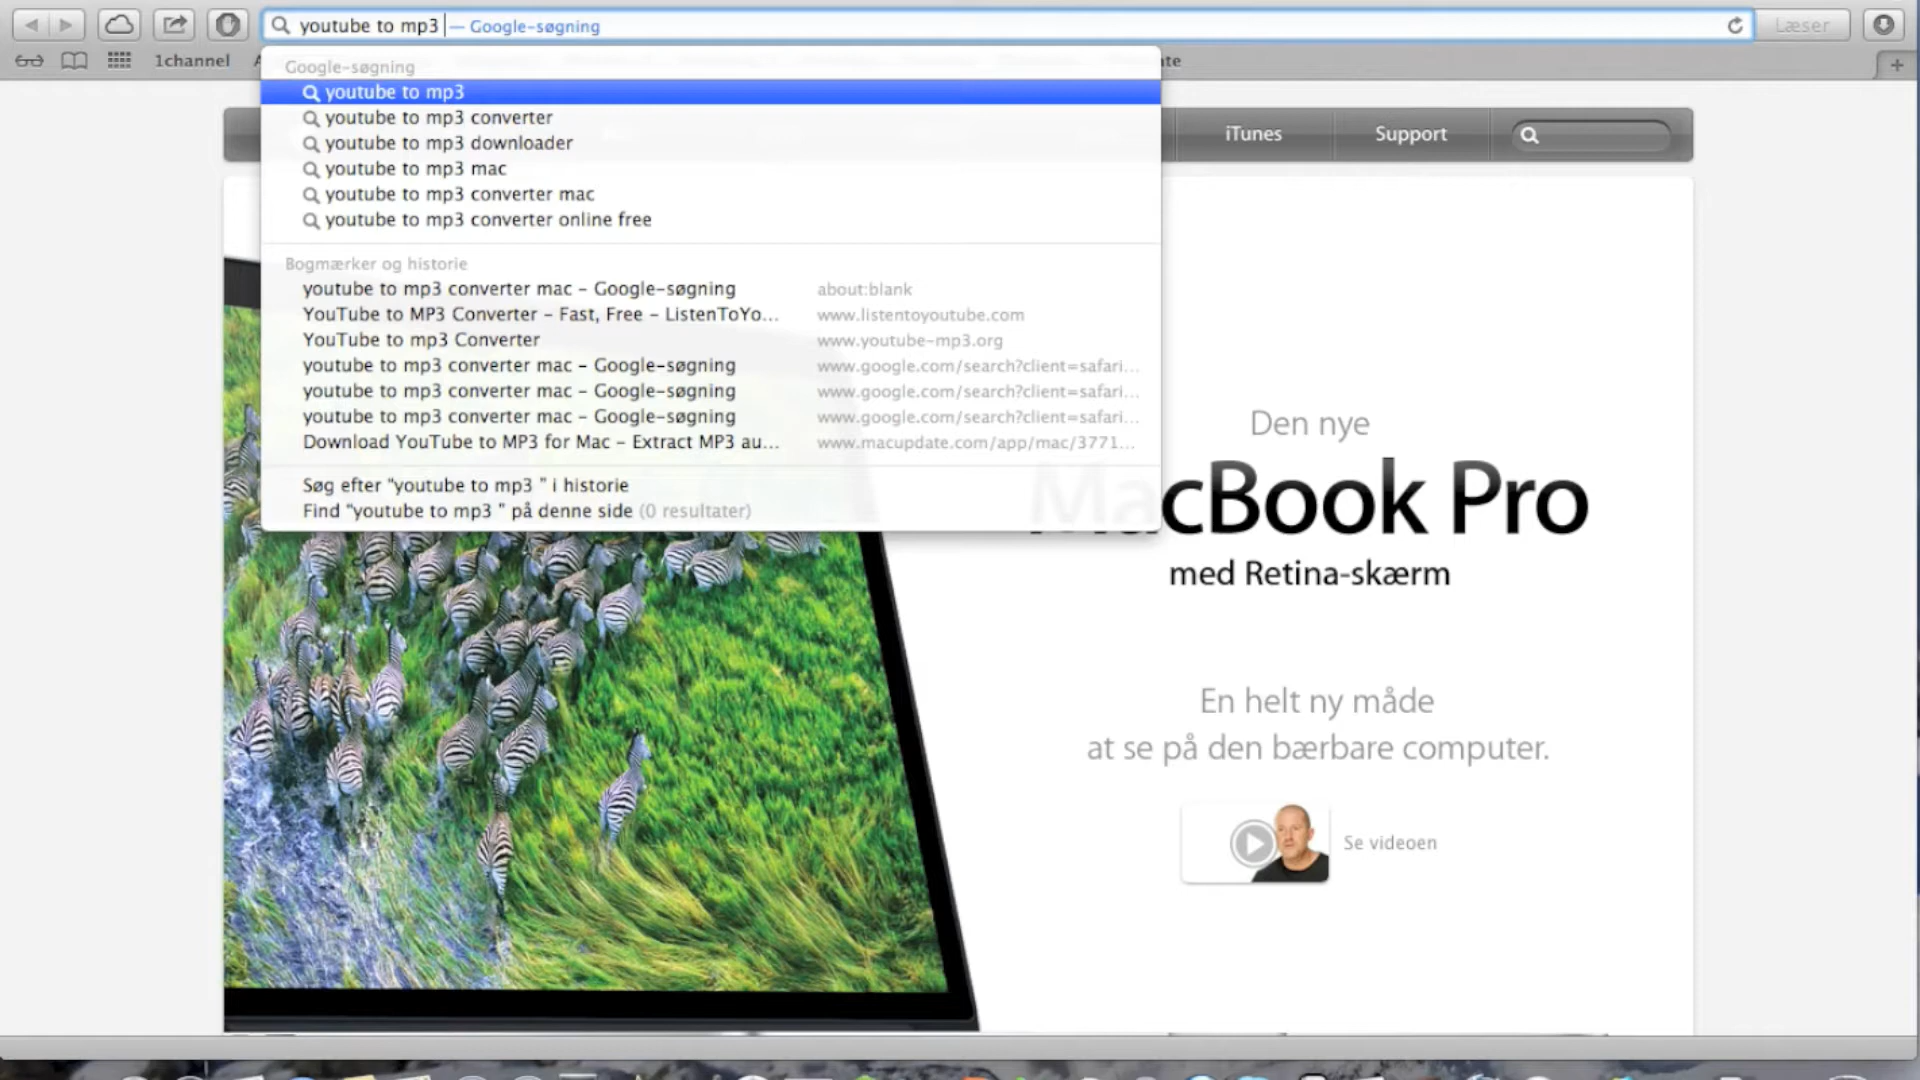 youtube to mp3 — Google-søgning
Læser
1channel
Google-søgning
youtube to mp3
youtube to mp3 converter
youtube to mp3 downloader
youtube to mp3 mac
youtube to mp3 converter mac
youtube to mp3 converter online free
Bogmærker og historie
youtube to mp3 converter mac – Google-søgning about:blank
YouTube to MP3 Converter – Fast, Free – ListenToYo... www.listentoyoutube.com
YouTube to mp3 Converter www.youtube-mp3.org
youtube to mp3 converter mac – Google-søgning www.google.com/search?client=safari...
youtube to mp3 converter mac – Google-søgning www.google.com/search?client=safari...
youtube to mp3 converter mac – Google-søgning www.google.com/search?client=safari...
Download YouTube to MP3 for Mac – Extract MP3 au... www.macupdate.com/app/mac/3771...
Søg efter "youtube to mp3 " i historie
Find "youtube to mp3 " på denne side (0 resultater)
iTunes
Support
Den nye
MacBook Pro
med Retina-skærm
En helt ny måde
at se på den bærbare computer.
Se videoen